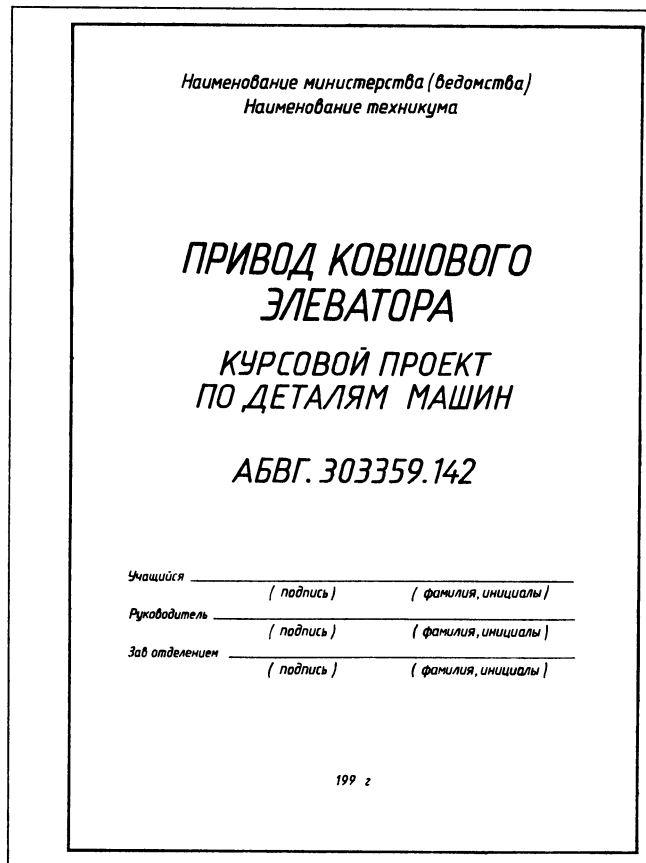 Наименование министерства (ведомства)
Наименование техникума
ПРИВОД КОВШОВОГО
ЭЛЕВАТОРА
КУРСОВОЙ ПРОЕКТ
ПО ДЕТАЛЯМ МАШИН
АБВГ. 303359.142
Учащийся
( подпись ) ( фамилия, инициалы )
Руководитель
( подпись ) ( фамилия, инициалы )
Зав отделением
( подпись ) ( фамилия, инициалы )
199 г